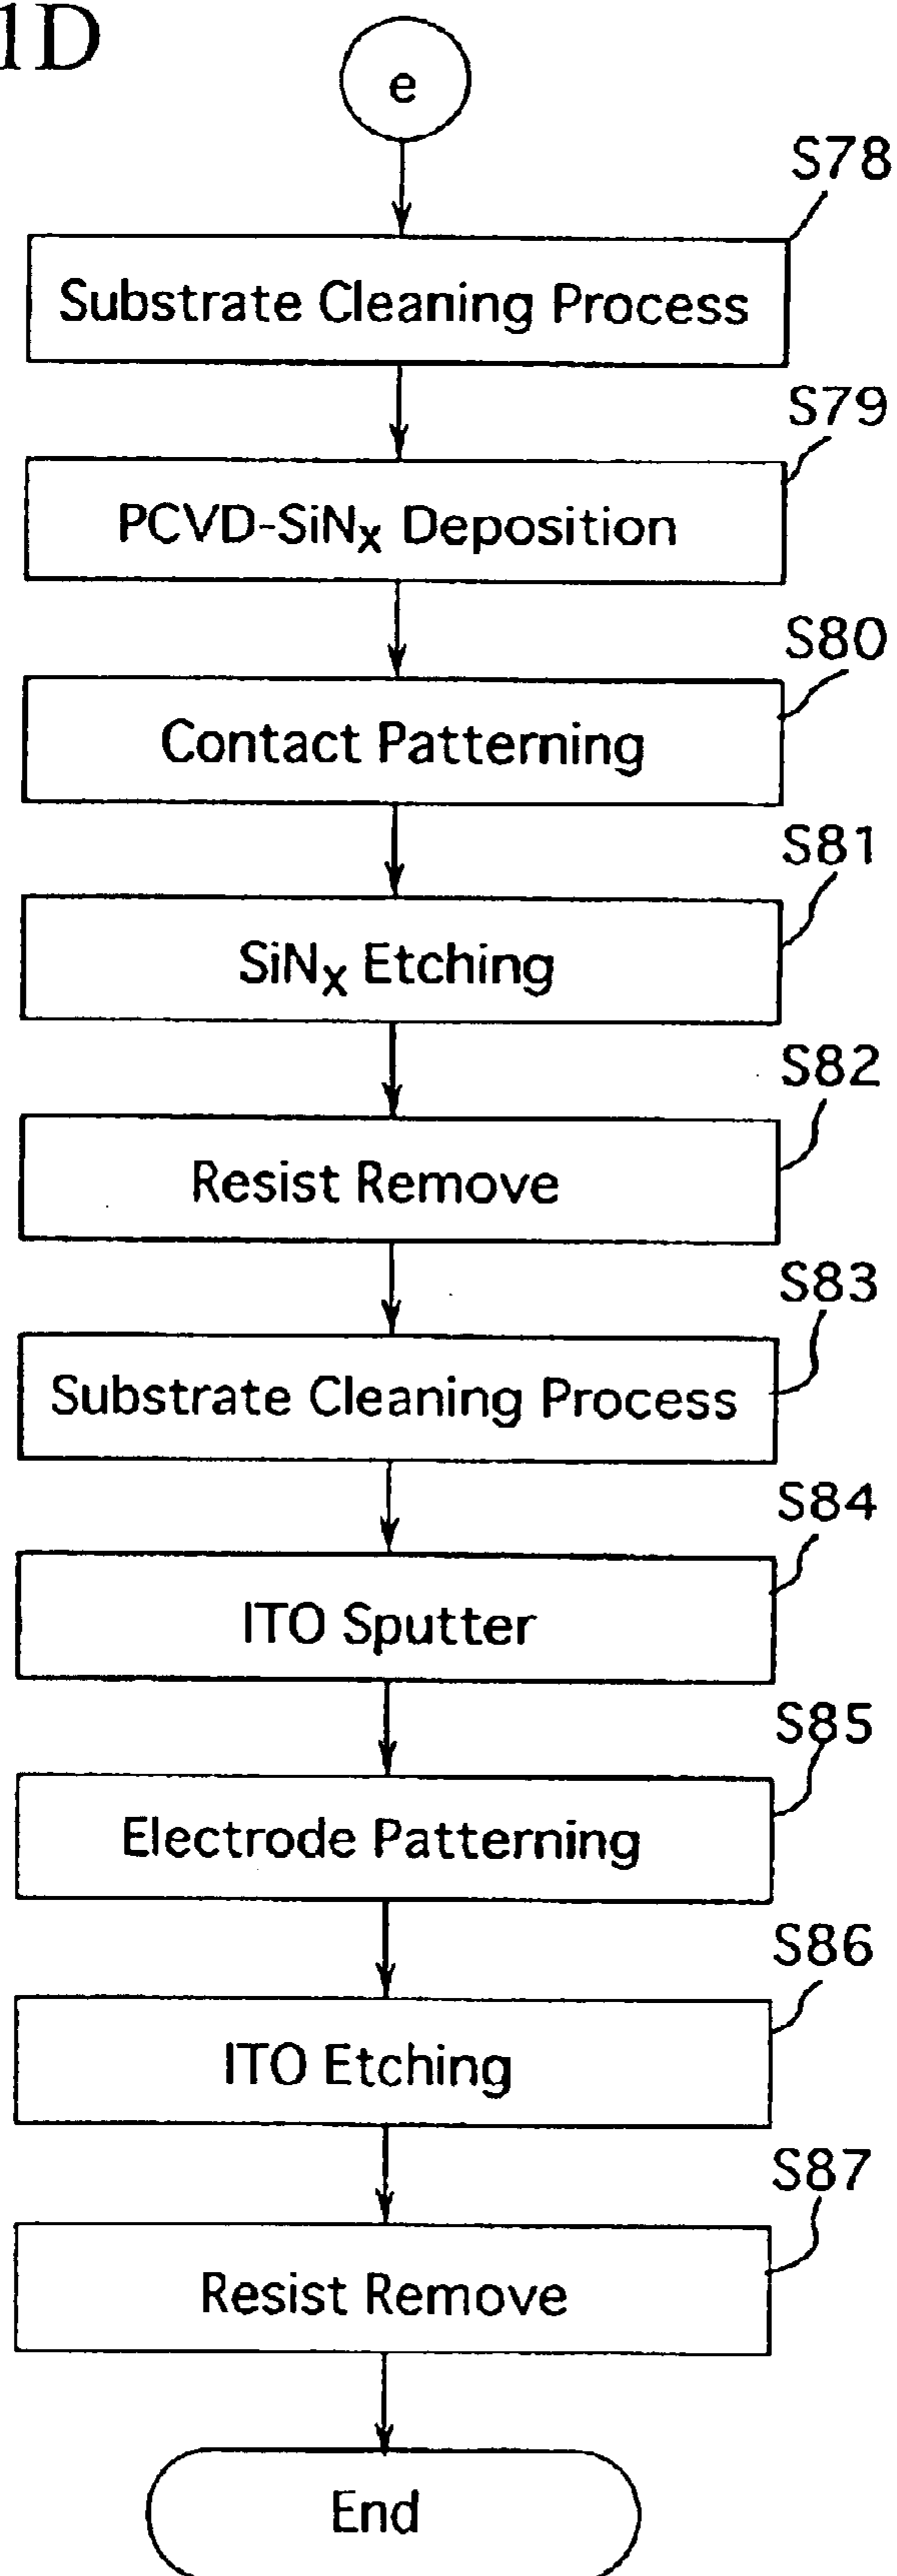 1D
e
S78
Substrate Cleaning Process
S79
PCVD-SiNx Deposition
S80
Contact Patterning
S81
SiNx Etching
S82
Resist Remove
S83
Substrate Cleaning Process
S84
ITO Sputter
S85
Electrode Patterning
S86
ITO Etching
S87
Resist Remove
End